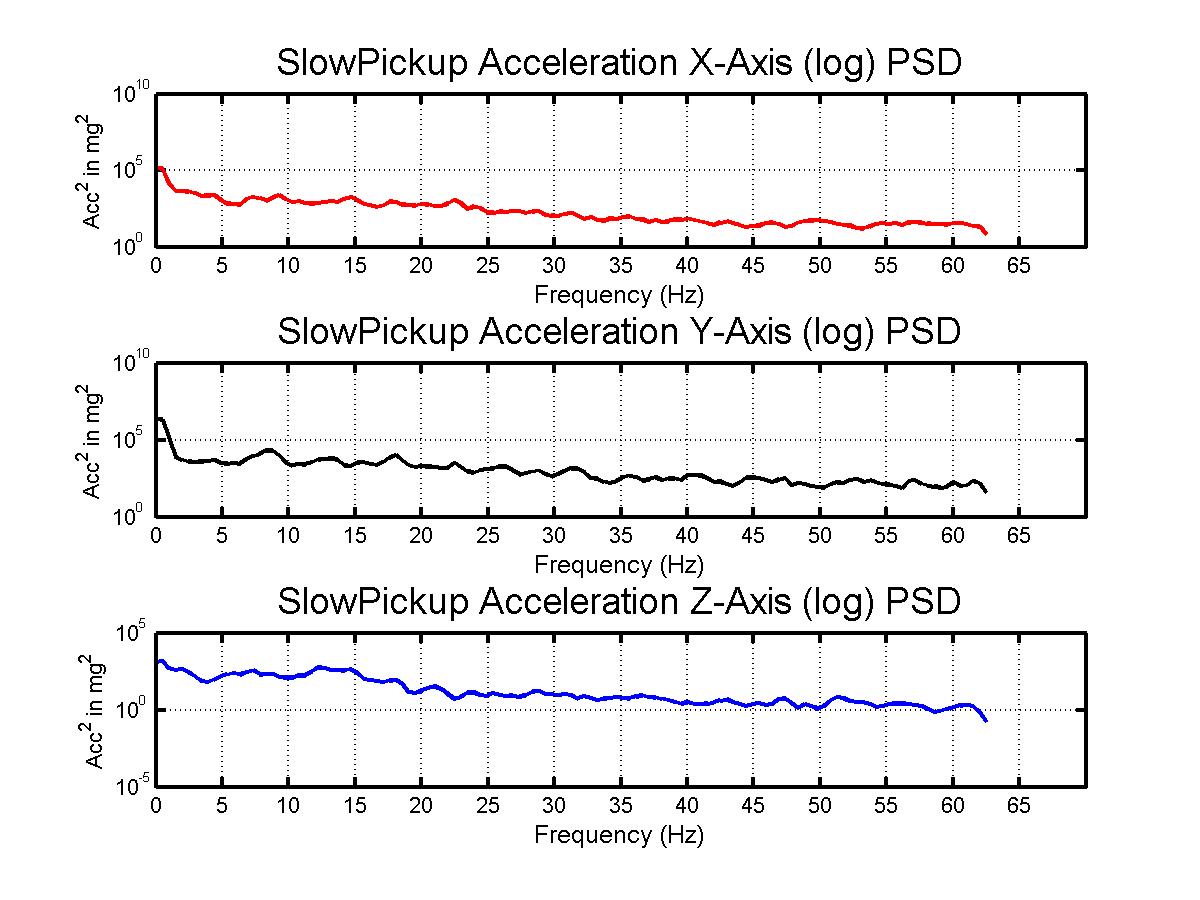 SlowPickup Acceleration X-Axis (log) PSD
10^10
10^5
10^0
Acc^2 in mg^2
0 5 10 15 20 25 30 35 40 45 50 55 60 65
Frequency (Hz)
SlowPickup Acceleration Y-Axis (log) PSD
10^10
10^5
10^0
Acc^2 in mg^2
0 5 10 15 20 25 30 35 40 45 50 55 60 65
Frequency (Hz)
SlowPickup Acceleration Z-Axis (log) PSD
10^5
10^0
10^-5
Acc^2 in mg^2
0 5 10 15 20 25 30 35 40 45 50 55 60 65
Frequency (Hz)